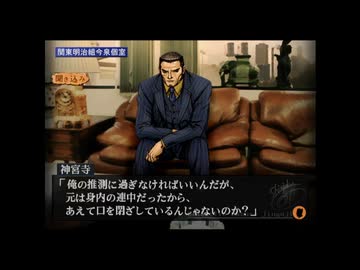 関東明治組今泉個室
聞き込み
神宮寺
「俺の推測に過ぎなければいいんだが、
元は身内の連中だったから、
あえて口を閉ざしているんじゃないのか？」